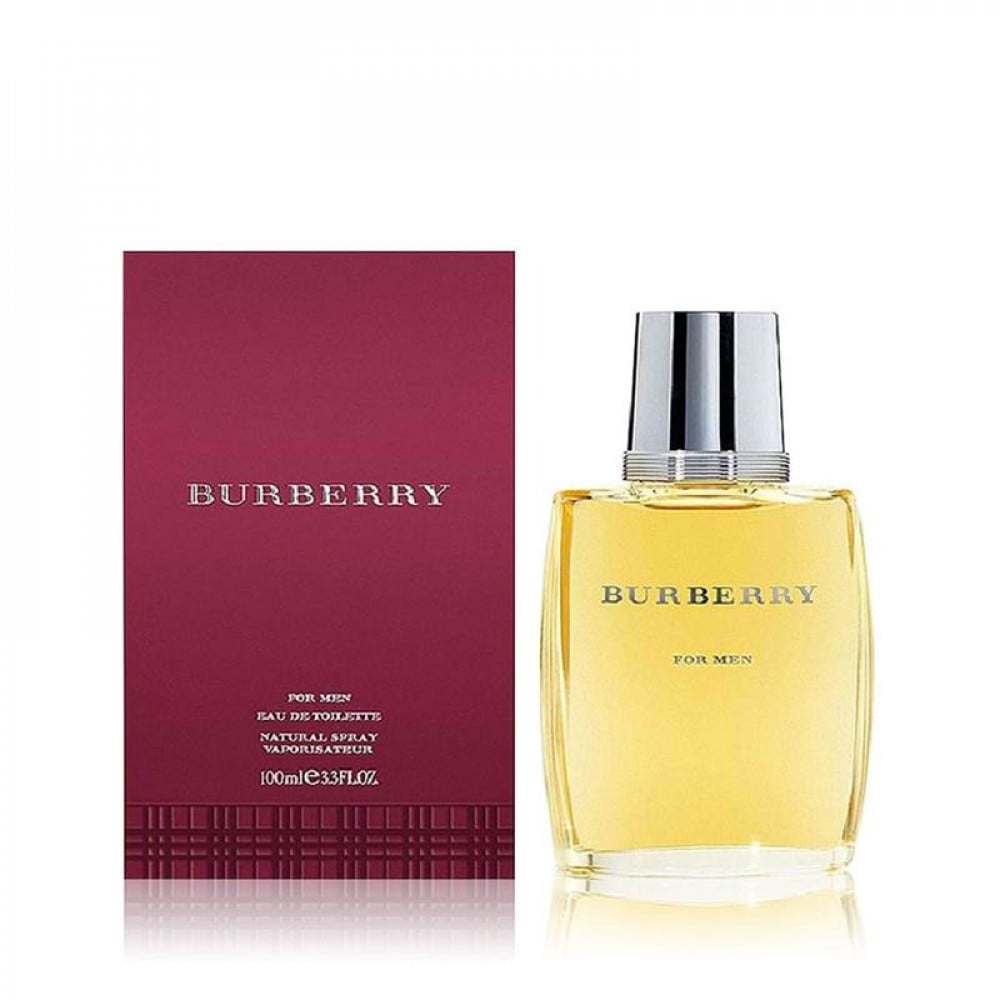 BURBERRY
FOR MEN
EAU DE TOILETTE
NATURAL SPRAY
VAPORISATEUR
100ml℮3.3FL.OZ.
BURBERRY
FOR MEN